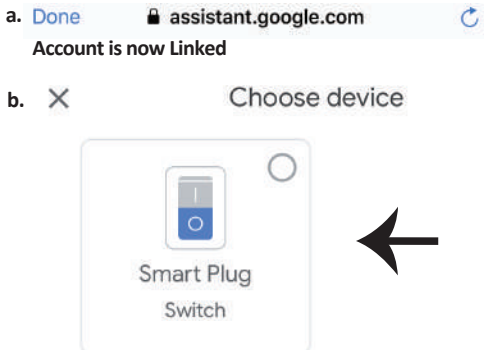 a. Done assistant.google.com
Account is now Linked
b. Choose device
Smart Plug
Switch